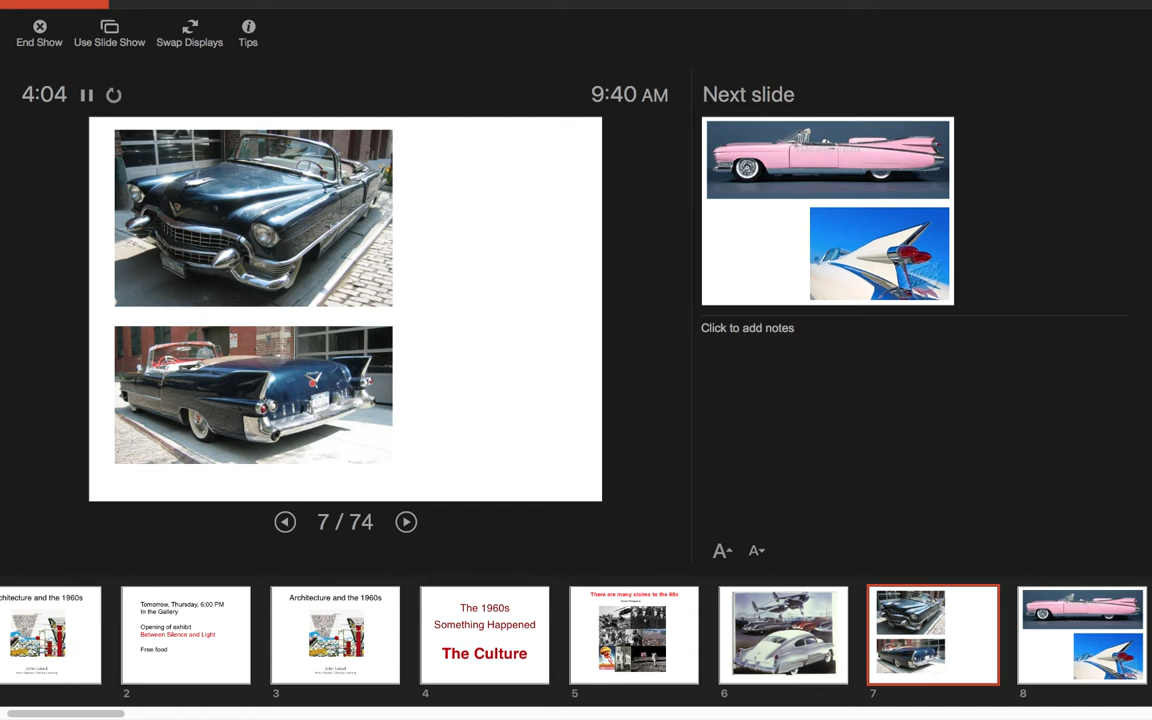 End Show
Use Slide Show
Swap Displays
Tips
4:04
9:40 AM
Next slide
Click to add notes
7 / 74
A
A
Architecture and the 1960s
Tomorrow, Thursday, 6:00 PM
In the Gallery
Opening of exhibit
Between Silence and Light
Free food
2
Architecture and the 1960s
3
The 1960s
Something Happened
The Culture
4
There are many claims to the 60s
5
6
7
8